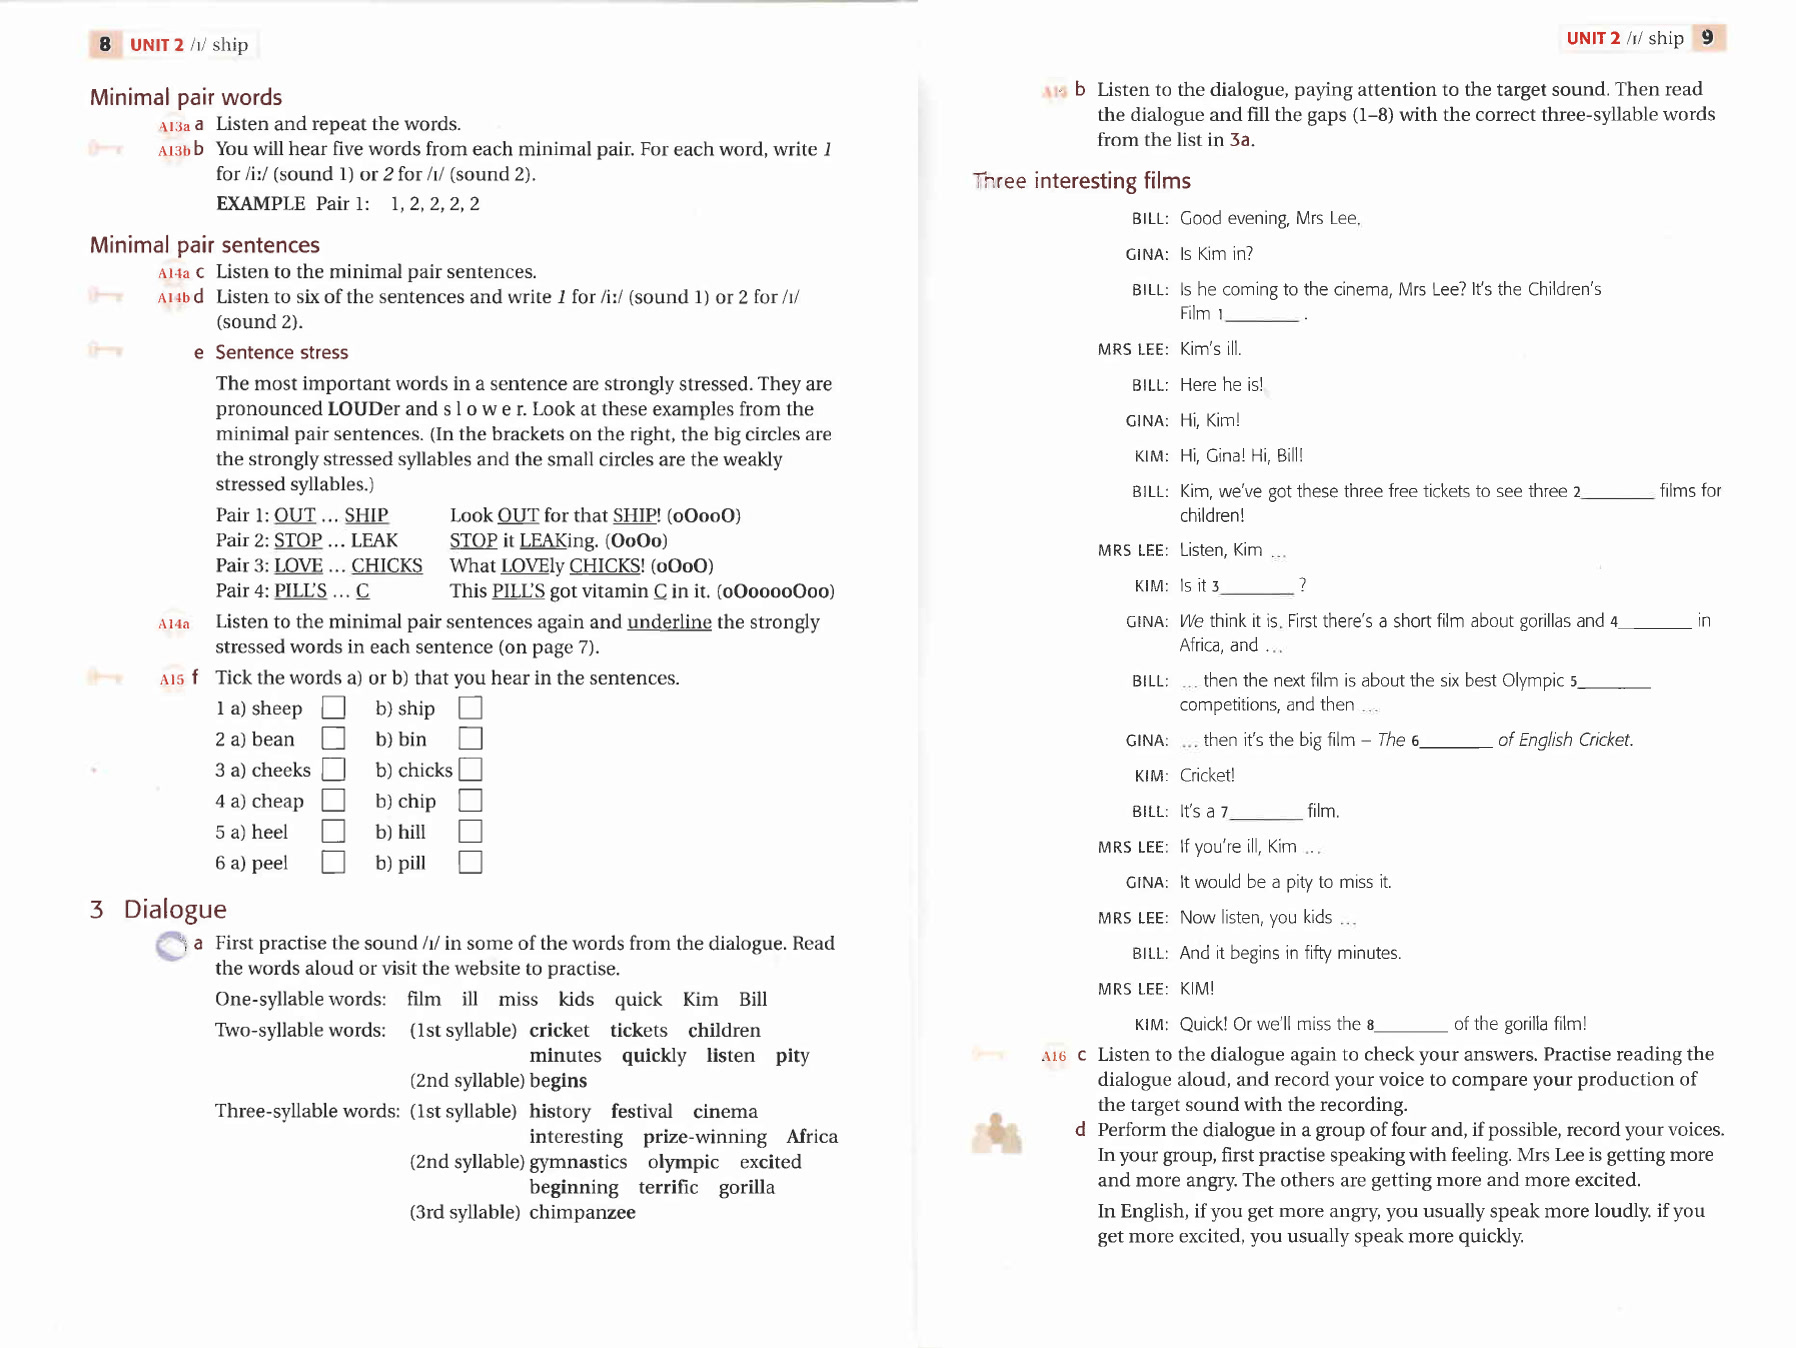 8 UNIT 2 /ɪ/ ship
Minimal pair words
A13a a Listen and repeat the words.
A13b b You will hear five words from each minimal pair. For each word, write 1
for /iː/ (sound 1) or 2 for /ɪ/ (sound 2).
EXAMPLE Pair 1: 1, 2, 2, 2, 2
Minimal pair sentences
A14a c Listen to the minimal pair sentences.
A14b d Listen to six of the sentences and write 1 for /iː/ (sound 1) or 2 for /ɪ/
(sound 2).
e Sentence stress
The most important words in a sentence are strongly stressed. They are
pronounced LOUDer and s l o w e r. Look at these examples from the
minimal pair sentences. (In the brackets on the right, the big circles are
the strongly stressed syllables and the small circles are the weakly
stressed syllables.)
Pair 1: OUT ... SHIP Look OUT for that SHIP! (oOooO)
Pair 2: STOP ... LEAK STOP it LEAKing. (OoOo)
Pair 3: LOVE ... CHICKS What LOVEly CHICKS! (oOoO)
Pair 4: PILL'S ... C This PILL'S got vitamin C in it. (oOooooOoo)
A14a Listen to the minimal pair sentences again and underline the strongly
stressed words in each sentence (on page 7).
A15 f Tick the words a) or b) that you hear in the sentences.
1 a) sheep b) ship
2 a) bean b) bin
3 a) cheeks b) chicks
4 a) cheap b) chip
5 a) heel b) hill
6 a) peel b) pill
3 Dialogue
a First practise the sound /ɪ/ in some of the words from the dialogue. Read
the words aloud or visit the website to practise.
One-syllable words: film ill miss kids quick Kim Bill
Two-syllable words: (1st syllable) cricket tickets children
minutes quickly listen pity
(2nd syllable) begins
Three-syllable words: (1st syllable) history festival cinema
interesting prize-winning Africa
(2nd syllable) gymnastics olympic excited
beginning terrific gorilla
(3rd syllable) chimpanzee
UNIT 2 /ɪ/ ship 9
A16 b Listen to the dialogue, paying attention to the target sound. Then read
the dialogue and fill the gaps (1–8) with the correct three-syllable words
from the list in 3a.
Three interesting films
BILL: Good evening, Mrs Lee.
GINA: Is Kim in?
BILL: Is he coming to the cinema, Mrs Lee? It's the Children's
Film 1________ .
MRS LEE: Kim's ill.
BILL: Here he is!
GINA: Hi, Kim!
KIM: Hi, Gina! Hi, Bill!
BILL: Kim, we've got these three free tickets to see three 2________ films for
children!
MRS LEE: Listen, Kim ...
KIM: Is it 3________ ?
GINA: We think it is. First there's a short film about gorillas and 4________ in
Africa, and ...
BILL: ... then the next film is about the six best Olympic 5________
competitions, and then ...
GINA: ... then it's the big film – The 6________ of English Cricket.
KIM: Cricket!
BILL: It's a 7________ film.
MRS LEE: If you're ill, Kim ...
GINA: It would be a pity to miss it.
MRS LEE: Now listen, you kids ...
BILL: And it begins in fifty minutes.
MRS LEE: KIM!
KIM: Quick! Or we'll miss the 8________ of the gorilla film!
A16 c Listen to the dialogue again to check your answers. Practise reading the
dialogue aloud, and record your voice to compare your production of
the target sound with the recording.
d Perform the dialogue in a group of four and, if possible, record your voices.
In your group, first practise speaking with feeling. Mrs Lee is getting more
and more angry. The others are getting more and more excited.
In English, if you get more angry, you usually speak more loudly. if you
get more excited, you usually speak more quickly.